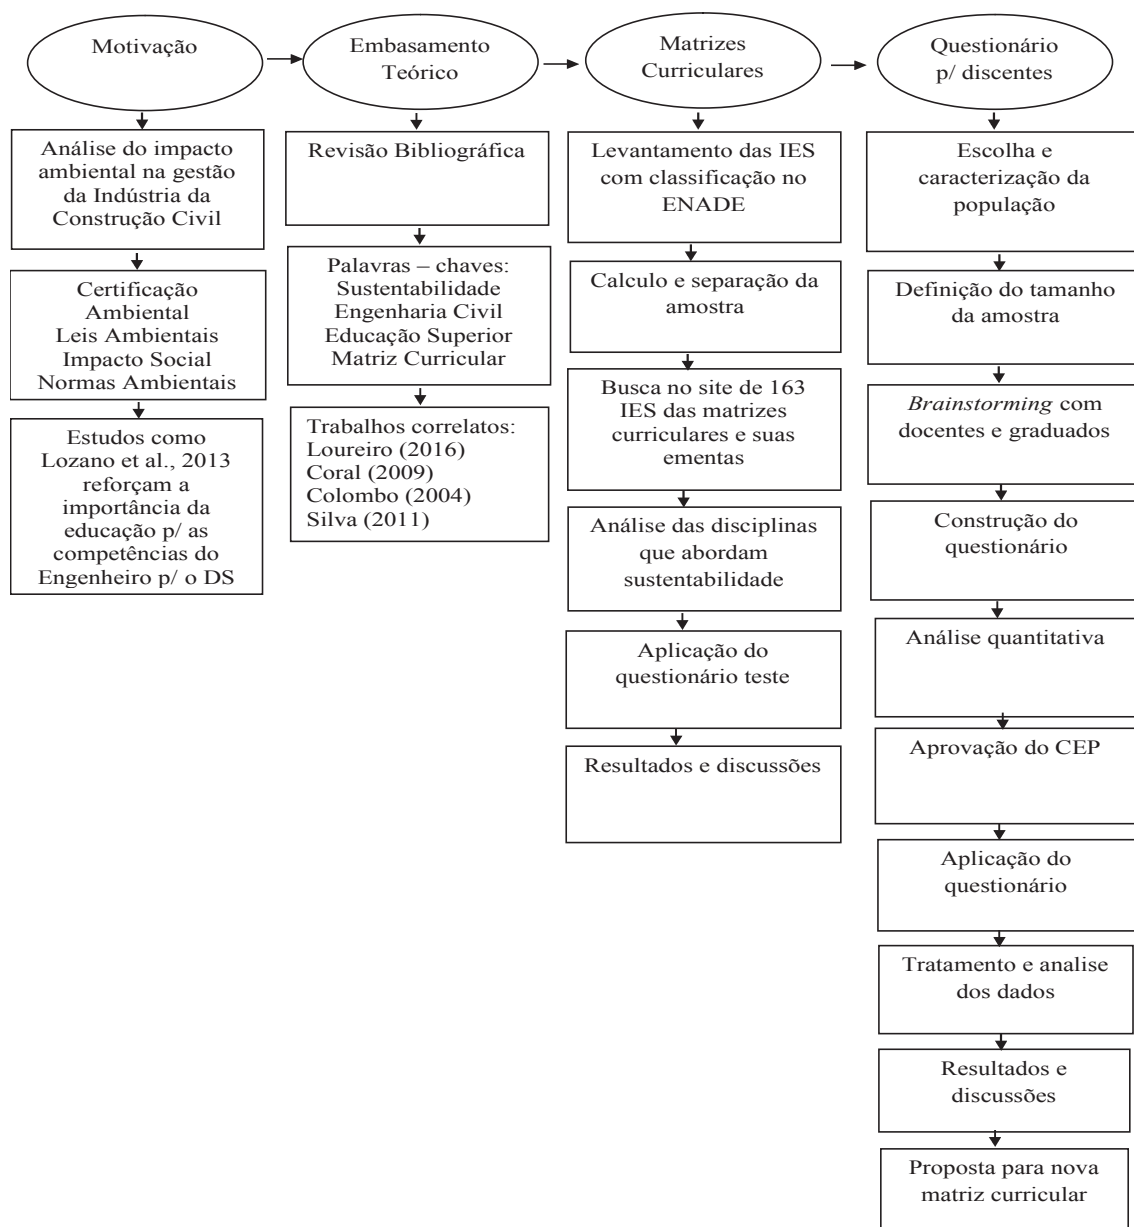 Motivação
Análise do impacto
ambiental na gestão
da Indústria da
Construção Civil
Certificação
Ambiental
Leis Ambientais
Impacto Social
Normas Ambientais
Estudos como
Lozano et al., 2013
reforçam a
importância da
educação p/ as
competências do
Engenheiro p/ o DS
Embasamento
Teórico
Revisão Bibliográfica
Palavras – chaves:
Sustentabilidade
Engenharia Civil
Educação Superior
Matriz Curricular
Trabalhos correlatos:
Loureiro (2016)
Coral (2009)
Colombo (2004)
Silva (2011)
Matrizes
Curriculares
Levantamento das IES
com classificação no
ENADE
Calculo e separação da
amostra
Busca no site de 163
IES das matrizes
curriculares e suas
ementas
Análise das disciplinas
que abordam
sustentabilidade
Aplicação do
questionário teste
Resultados e discussões
Questionário
p/ discentes
Escolha e
caracterização da
população
Definição do tamanho
da amostra
Brainstorming com
docentes e graduados
Construção do
questionário
Análise quantitativa
Aprovação do CEP
Aplicação do
questionário
Tratamento e analise
dos dados
Resultados e
discussões
Proposta para nova
matriz curricular